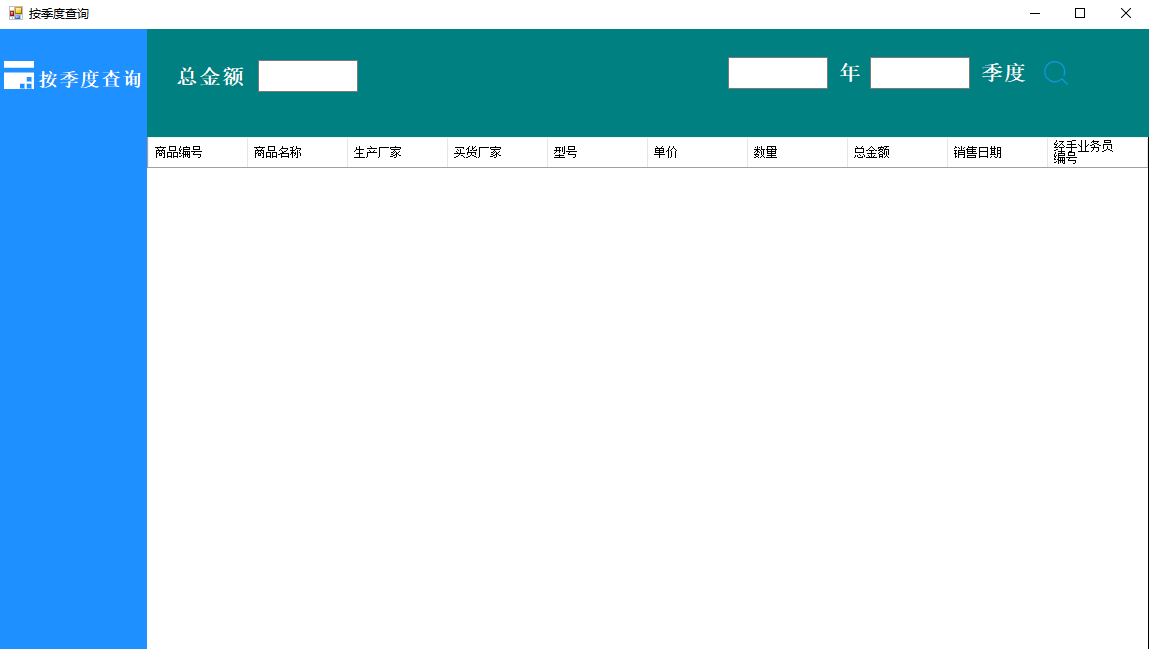 按季度查询
按季度查询
总金额
年
季度
商品编号
商品名称
生产厂家
买货厂家
型号
单价
数量
总金额
销售日期
经手业务员
编号